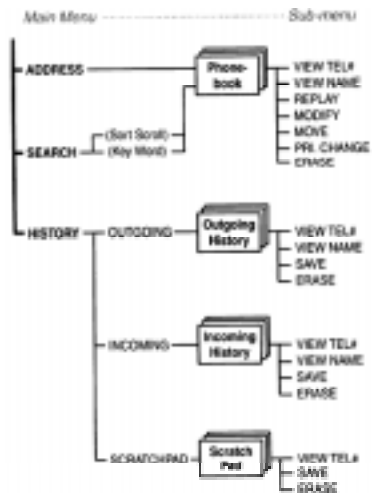 Main Menu Sub-menu
ADDRESS
Phone-
book
VIEW TEL#
VIEW NAME
REPLAY
MODIFY
MOVE
PRI. CHANGE
ERASE
SEARCH
(Sort Scroll)
(Key Word)
HISTORY
OUTGOING
Outgoing
History
VIEW TEL#
VIEW NAME
SAVE
ERASE
INCOMING
Incoming
History
VIEW TEL#
VIEW NAME
SAVE
ERASE
SCRATCHPAD
Scratch
Pad
VIEW TEL#
SAVE
ERASE